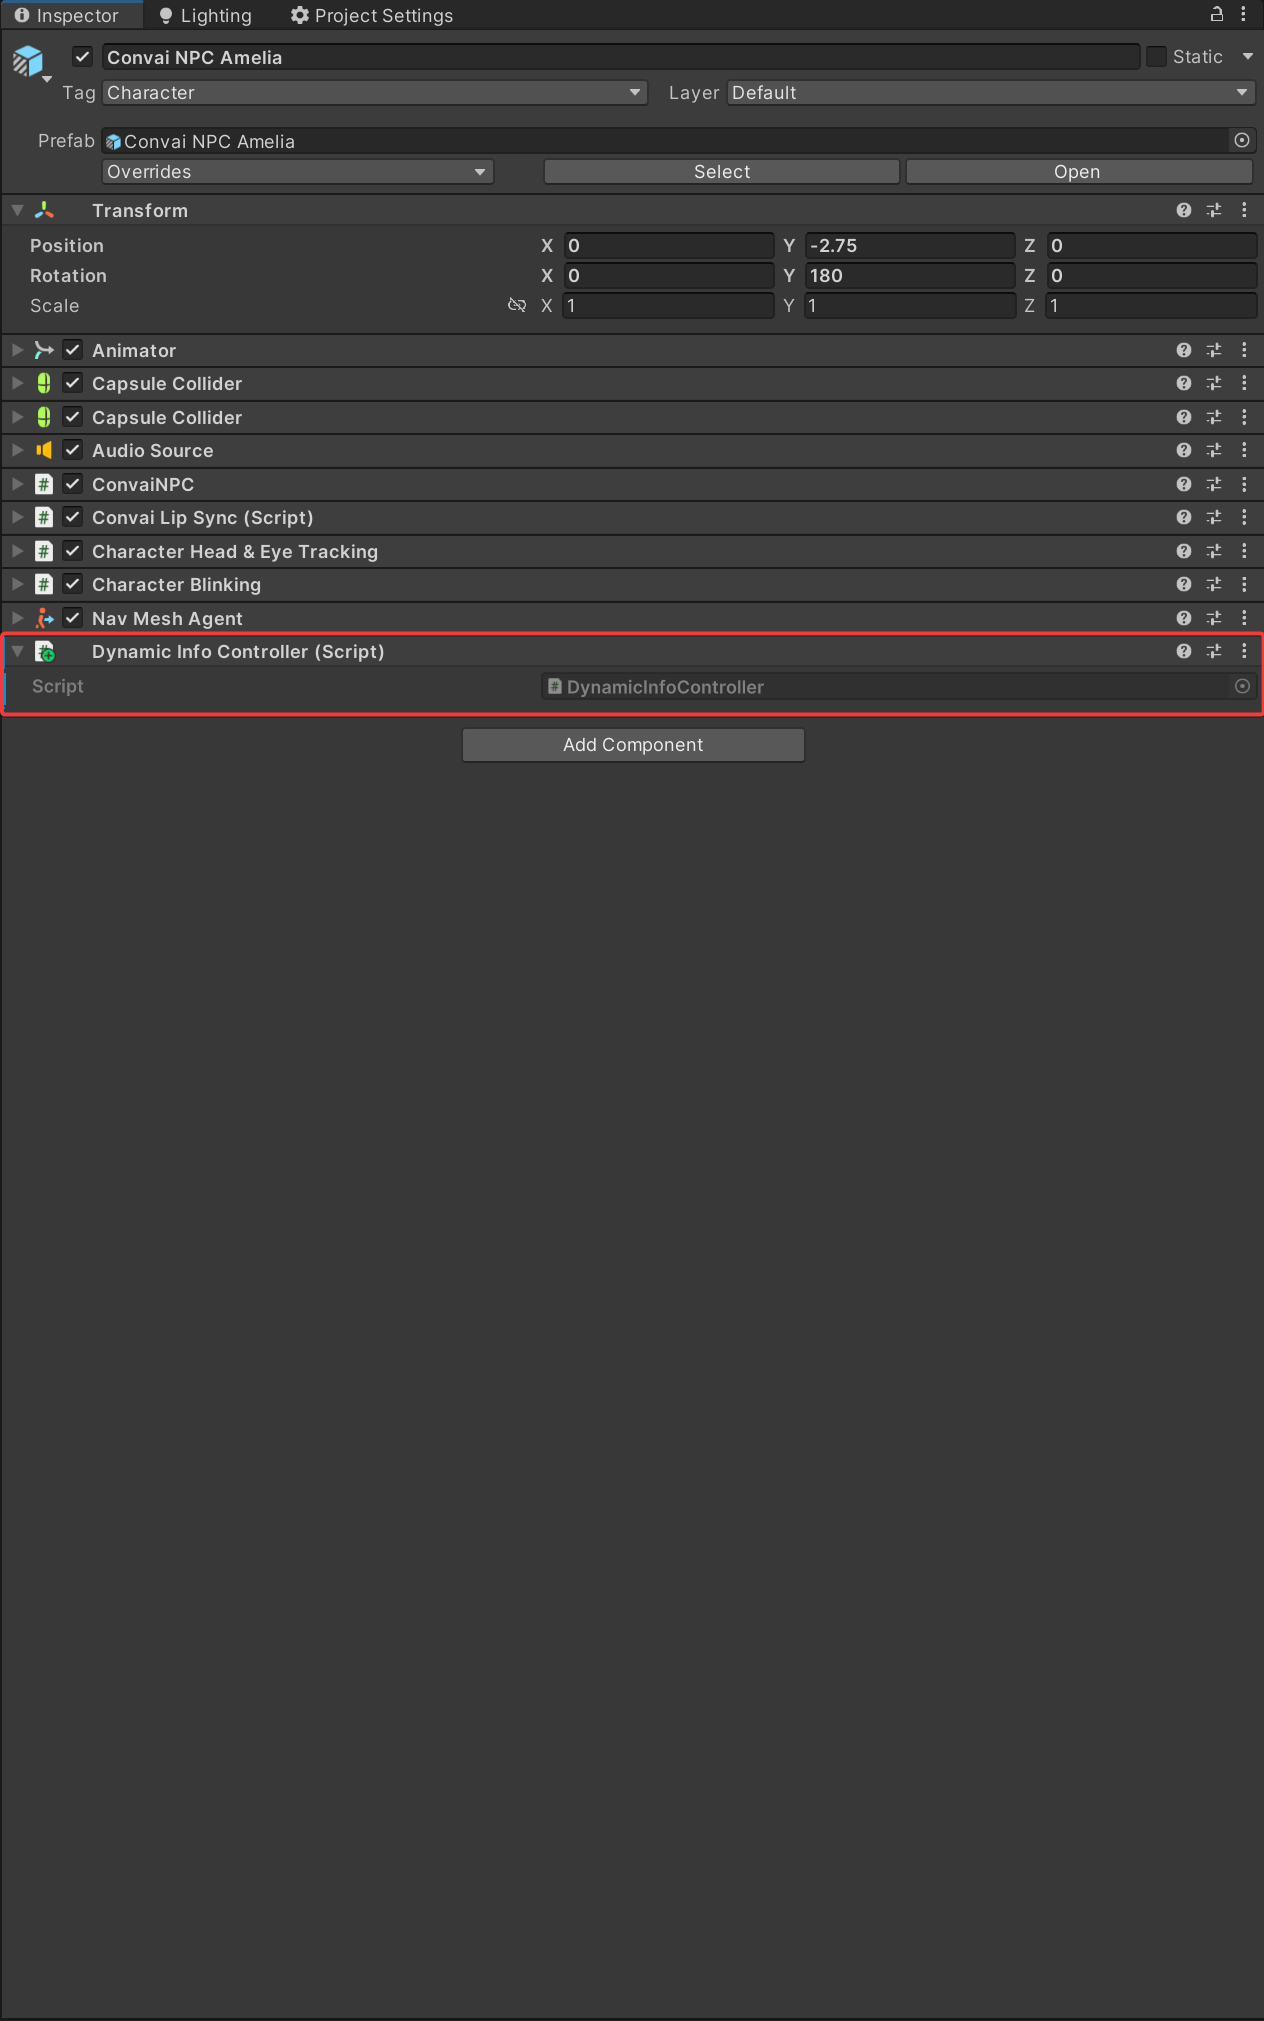 Inspector Lighting Project Settings
Convai NPC Amelia Static
Tag Character Layer Default
Prefab Convai NPC Amelia
Overrides Select Open
Transform
Position X 0 Y -2.75 Z 0
Rotation X 0 Y 180 Z 0
Scale X 1 Y 1 Z 1
Animator
Capsule Collider
Capsule Collider
Audio Source
ConvaiNPC
Convai Lip Sync (Script)
Character Head & Eye Tracking
Character Blinking
Nav Mesh Agent
Dynamic Info Controller (Script)
Script DynamicInfoController
Add Component